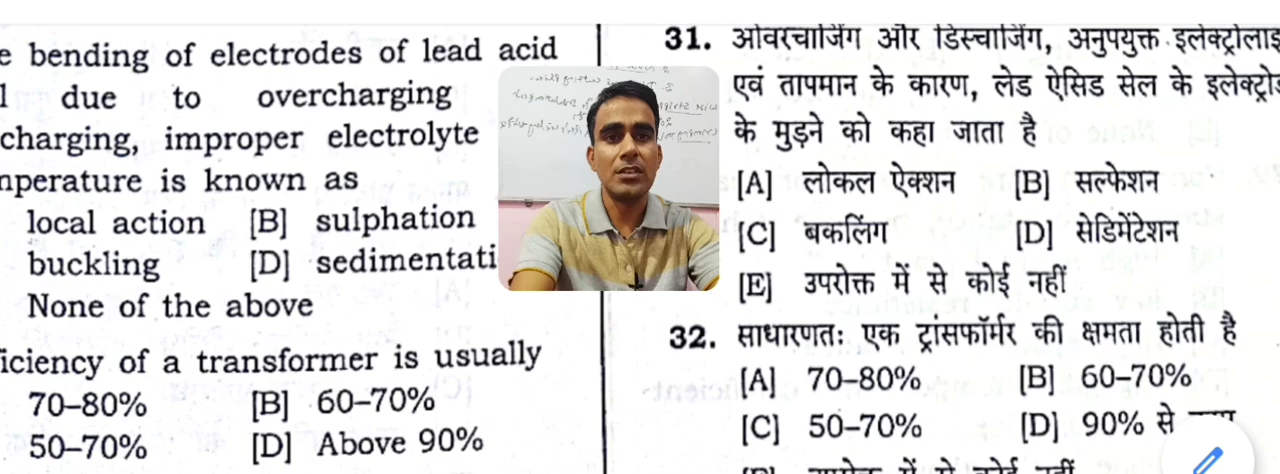 e bending of electrodes of lead acid
l due to overcharging
charging, improper electrolyte
nperature is known as
local action [B] sulphation
buckling [D] sedimentati
None of the above
iciency of a transformer is usually
70–80% [B] 60–70%
50–70% [D] Above 90%
31. ओवरचार्जिंग और डिस्चार्जिंग, अनुपयुक्त इलेक्ट्रोलाइ
एवं तापमान के कारण, लेड ऐसिड सेल के इलेक्ट्रोड
के मुड़ने को कहा जाता है
[A] लोकल ऐक्शन [B] सल्फेशन
[C] बकलिंग [D] सेडिमेंटेशन
[E] उपरोक्त में से कोई नहीं
32. साधारणतः एक ट्रांसफॉर्मर की क्षमता होती है
[A] 70–80% [B] 60–70%
[C] 50–70% [D] 90% से